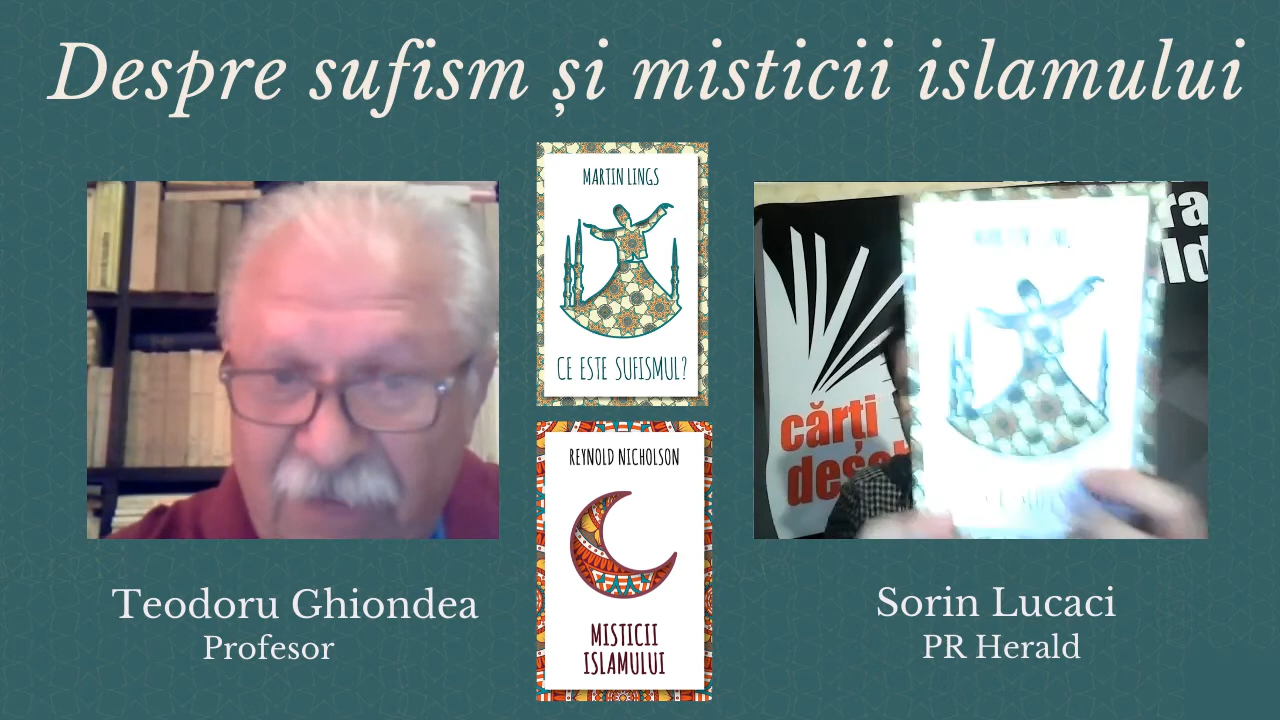 Despre sufism și misticii islamului
MARTIN LINGS
CE ESTE SUFISMUL?
REYNOLD NICHOLSON
MISTICII
ISLAMULUI
cărți
Teodoru Ghiondea
Profesor
Sorin Lucaci
PR Herald